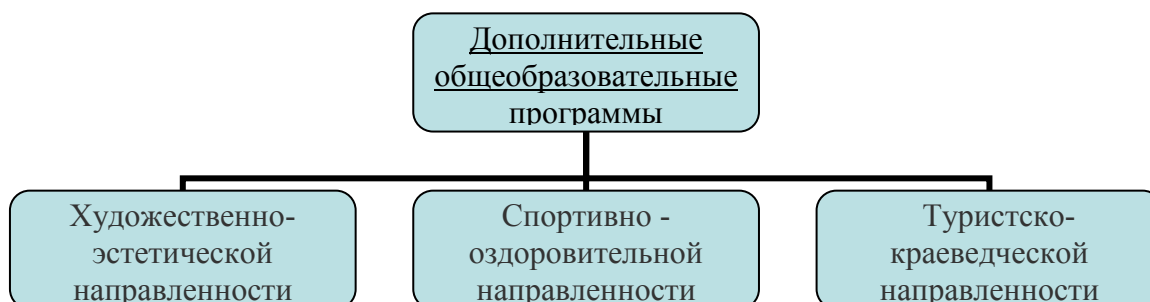 Дополнительные
общеобразовательные
программы
Художественно-
эстетической
направленности
Спортивно -
оздоровительной
направленности
Туристско-
краеведческой
направленности